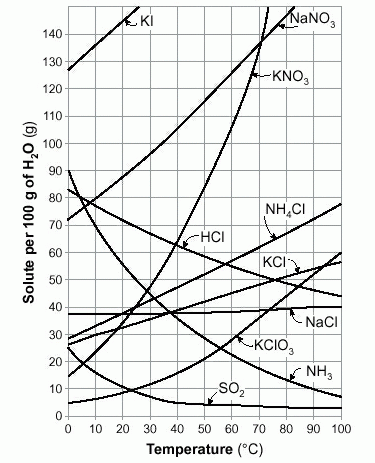 KI
NaNO₃
KNO₃
NH₄Cl
HCl
KCl
NaCl
KClO₃
NH₃
SO₂
Solute per 100 g of H₂O (g)
140
130
120
110
100
90
80
70
60
50
40
30
20
10
0
0 10 20 30 40 50 60 70 80 90 100
Temperature (°C)